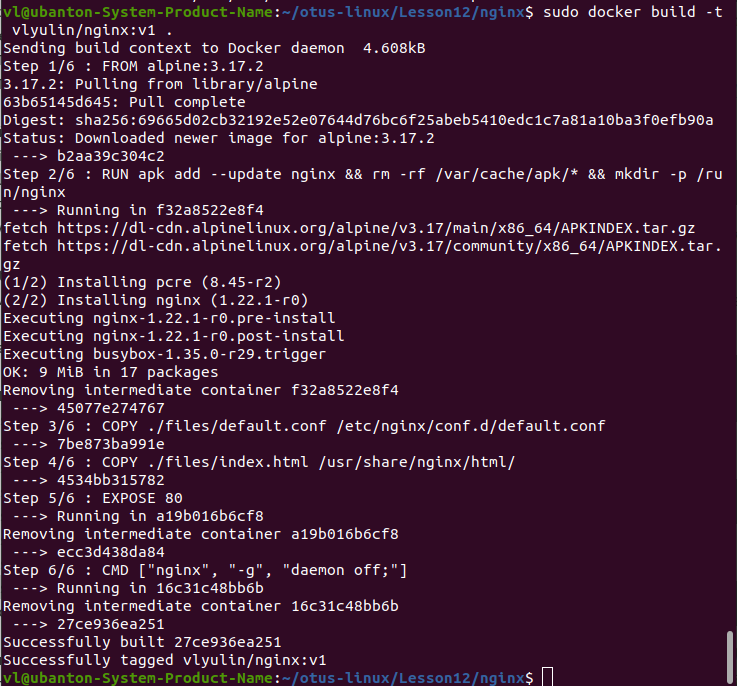 vl@ubanton-System-Product-Name:~/otus-linux/Lesson12/nginx$ sudo docker build -t
 vlyulin/nginx:v1 .
Sending build context to Docker daemon  4.608kB
Step 1/6 : FROM alpine:3.17.2
3.17.2: Pulling from library/alpine
63b65145d645: Pull complete
Digest: sha256:69665d02cb32192e52e07644d76bc6f25abeb5410edc1c7a81a10ba3f0efb90a
Status: Downloaded newer image for alpine:3.17.2
 ---> b2aa39c304c2
Step 2/6 : RUN apk add --update nginx && rm -rf /var/cache/apk/* && mkdir -p /ru
n/nginx
 ---> Running in f32a8522e8f4
fetch https://dl-cdn.alpinelinux.org/alpine/v3.17/main/x86_64/APKINDEX.tar.gz
fetch https://dl-cdn.alpinelinux.org/alpine/v3.17/community/x86_64/APKINDEX.tar.
gz
(1/2) Installing pcre (8.45-r2)
(2/2) Installing nginx (1.22.1-r0)
Executing nginx-1.22.1-r0.pre-install
Executing nginx-1.22.1-r0.post-install
Executing busybox-1.35.0-r29.trigger
OK: 9 MiB in 17 packages
Removing intermediate container f32a8522e8f4
 ---> 45077e274767
Step 3/6 : COPY ./files/default.conf /etc/nginx/conf.d/default.conf
 ---> 7be873ba991e
Step 4/6 : COPY ./files/index.html /usr/share/nginx/html/
 ---> 4534bb315782
Step 5/6 : EXPOSE 80
 ---> Running in a19b016b6cf8
Removing intermediate container a19b016b6cf8
 ---> ecc3d438da84
Step 6/6 : CMD ["nginx", "-g", "daemon off;"]
 ---> Running in 16c31c48bb6b
Removing intermediate container 16c31c48bb6b
 ---> 27ce936ea251
Successfully built 27ce936ea251
Successfully tagged vlyulin/nginx:v1
vl@ubanton-System-Product-Name:~/otus-linux/Lesson12/nginx$